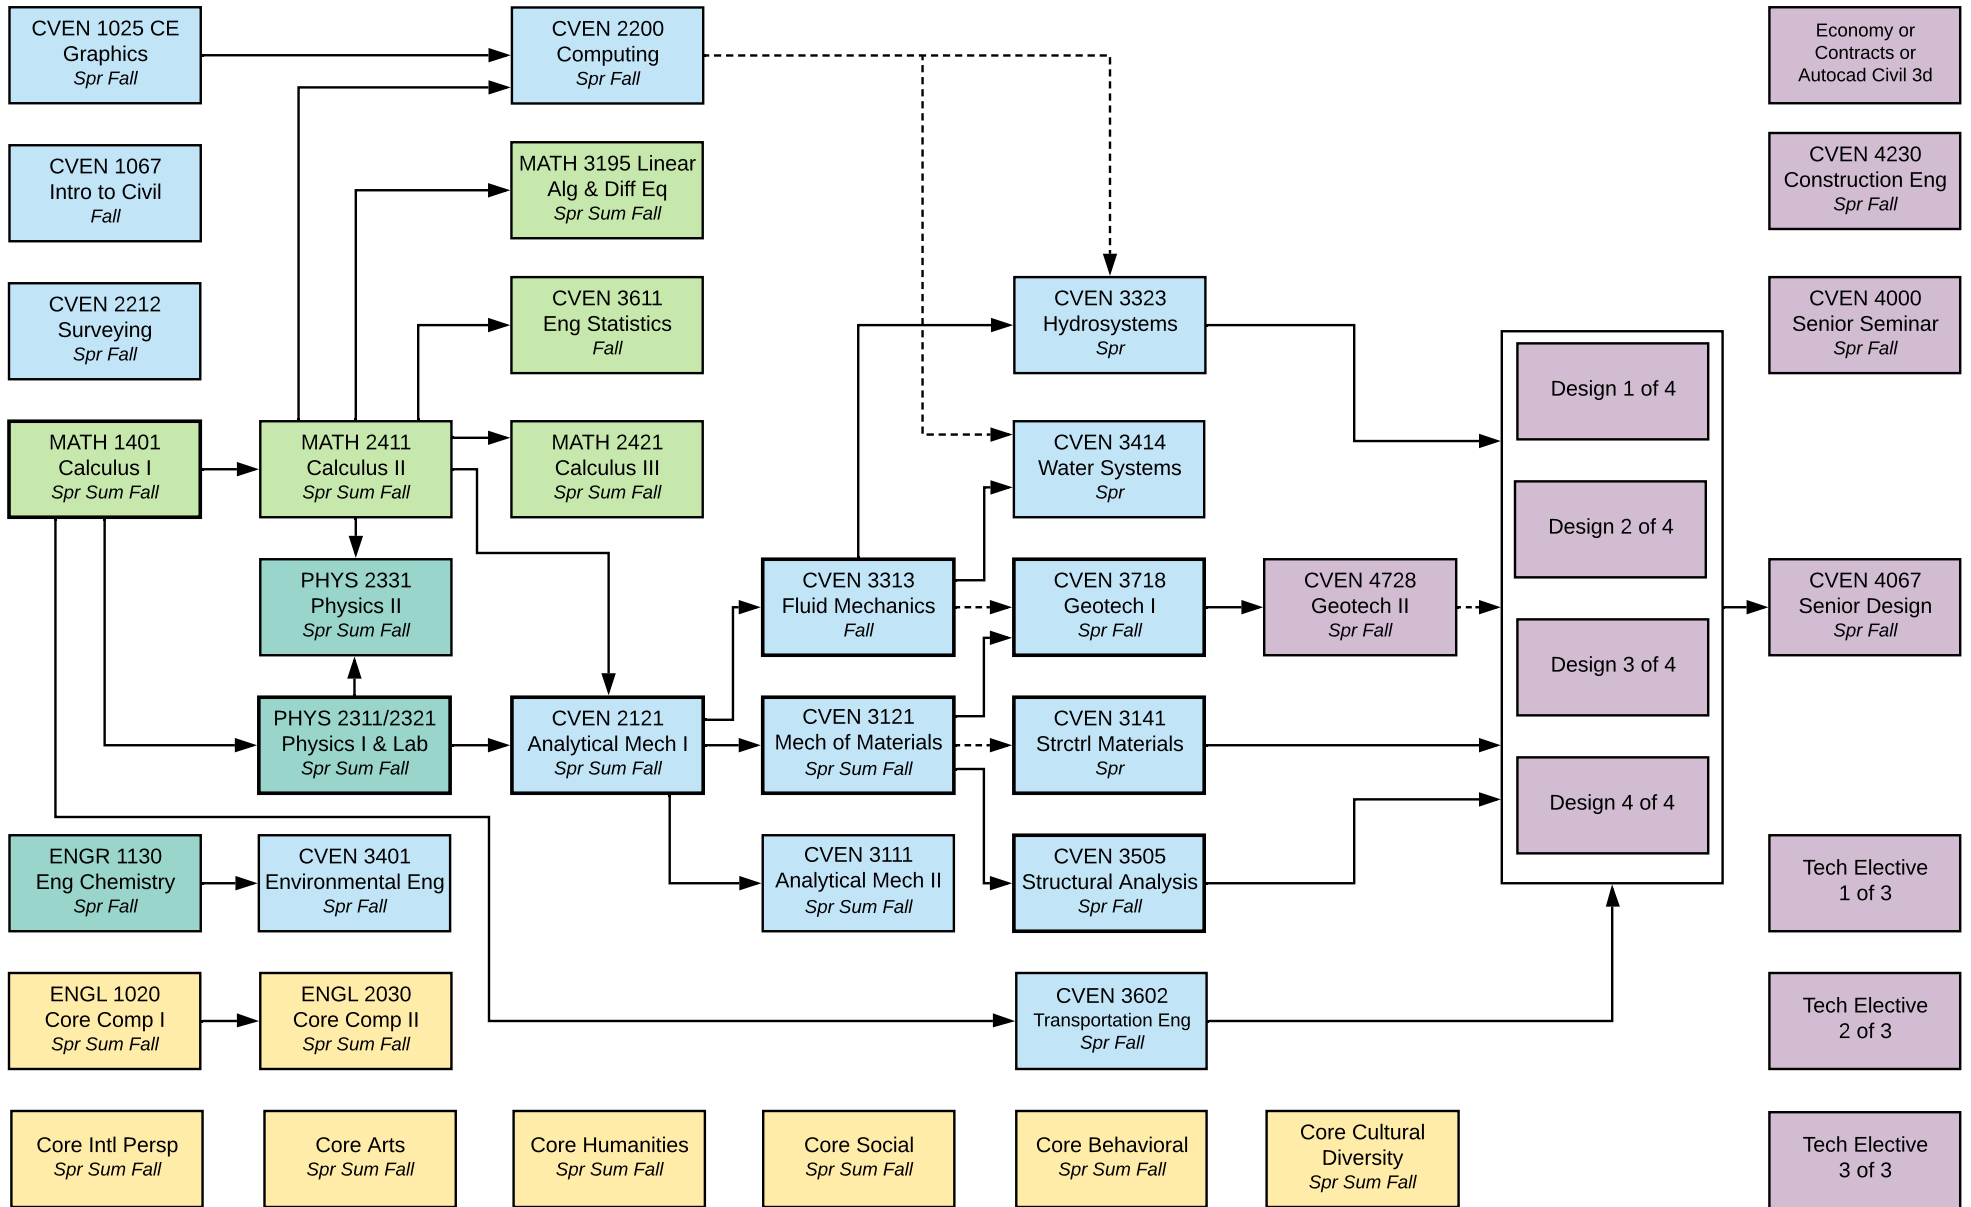 CVEN 1025 CE
Graphics
Spr Fall
CVEN 2200
Computing
Spr Fall
Economy or
Contracts or
Autocad Civil 3d
CVEN 1067
Intro to Civil
Fall
MATH 3195 Linear
Alg & Diff Eq
Spr Sum Fall
CVEN 4230
Construction Eng
Spr Fall
CVEN 2212
Surveying
Spr Fall
CVEN 3611
Eng Statistics
Fall
CVEN 3323
Hydrosystems
Spr
CVEN 4000
Senior Seminar
Spr Fall
Design 1 of 4
MATH 1401
Calculus I
Spr Sum Fall
MATH 2411
Calculus II
Spr Sum Fall
MATH 2421
Calculus III
Spr Sum Fall
CVEN 3414
Water Systems
Spr
Design 2 of 4
PHYS 2331
Physics II
Spr Sum Fall
CVEN 3313
Fluid Mechanics
Fall
CVEN 3718
Geotech I
Spr Fall
CVEN 4728
Geotech II
Spr Fall
CVEN 4067
Senior Design
Spr Fall
Design 3 of 4
PHYS 2311/2321
Physics I & Lab
Spr Sum Fall
CVEN 2121
Analytical Mech I
Spr Sum Fall
CVEN 3121
Mech of Materials
Spr Sum Fall
CVEN 3141
Strctrl Materials
Spr
Design 4 of 4
ENGR 1130
Eng Chemistry
Spr Fall
CVEN 3401
Environmental Eng
Spr Fall
CVEN 3111
Analytical Mech II
Spr Sum Fall
CVEN 3505
Structural Analysis
Spr Fall
Tech Elective
1 of 3
ENGL 1020
Core Comp I
Spr Sum Fall
ENGL 2030
Core Comp II
Spr Sum Fall
CVEN 3602
Transportation Eng
Spr Fall
Tech Elective
2 of 3
Core Intl Persp
Spr Sum Fall
Core Arts
Spr Sum Fall
Core Humanities
Spr Sum Fall
Core Social
Spr Sum Fall
Core Behavioral
Spr Sum Fall
Core Cultural
Diversity
Spr Sum Fall
Tech Elective
3 of 3